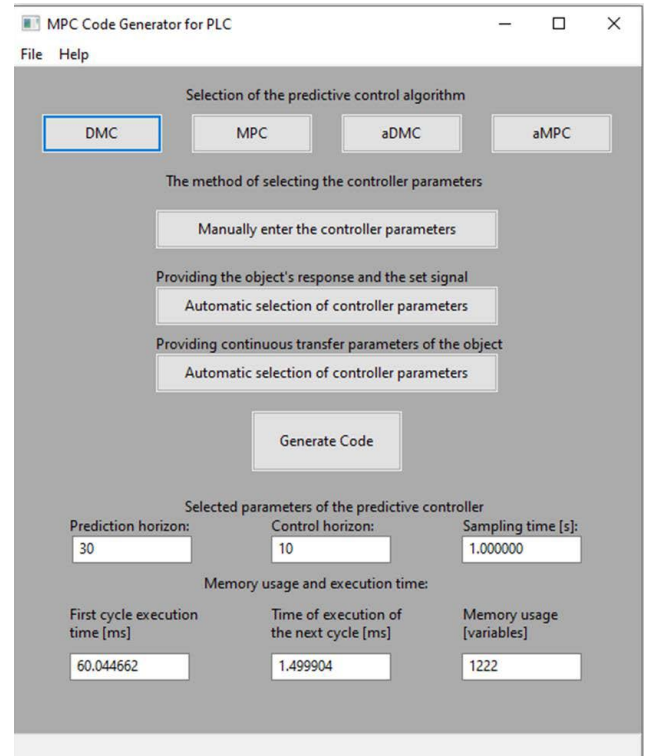 MPC Code Generator for PLC
File Help
Selection of the predictive control algorithm
DMC MPC aDMC aMPC
The method of selecting the controller parameters
Manually enter the controller parameters
Providing the object's response and the set signal
Automatic selection of controller parameters
Providing continuous transfer parameters of the object
Automatic selection of controller parameters
Generate Code
Selected parameters of the predictive controller
Prediction horizon: Control horizon: Sampling time [s]:
30 10 1.000000
Memory usage and execution time:
First cycle execution Time of execution of Memory usage
time [ms] the next cycle [ms] [variables]
60.044662 1.499904 1222